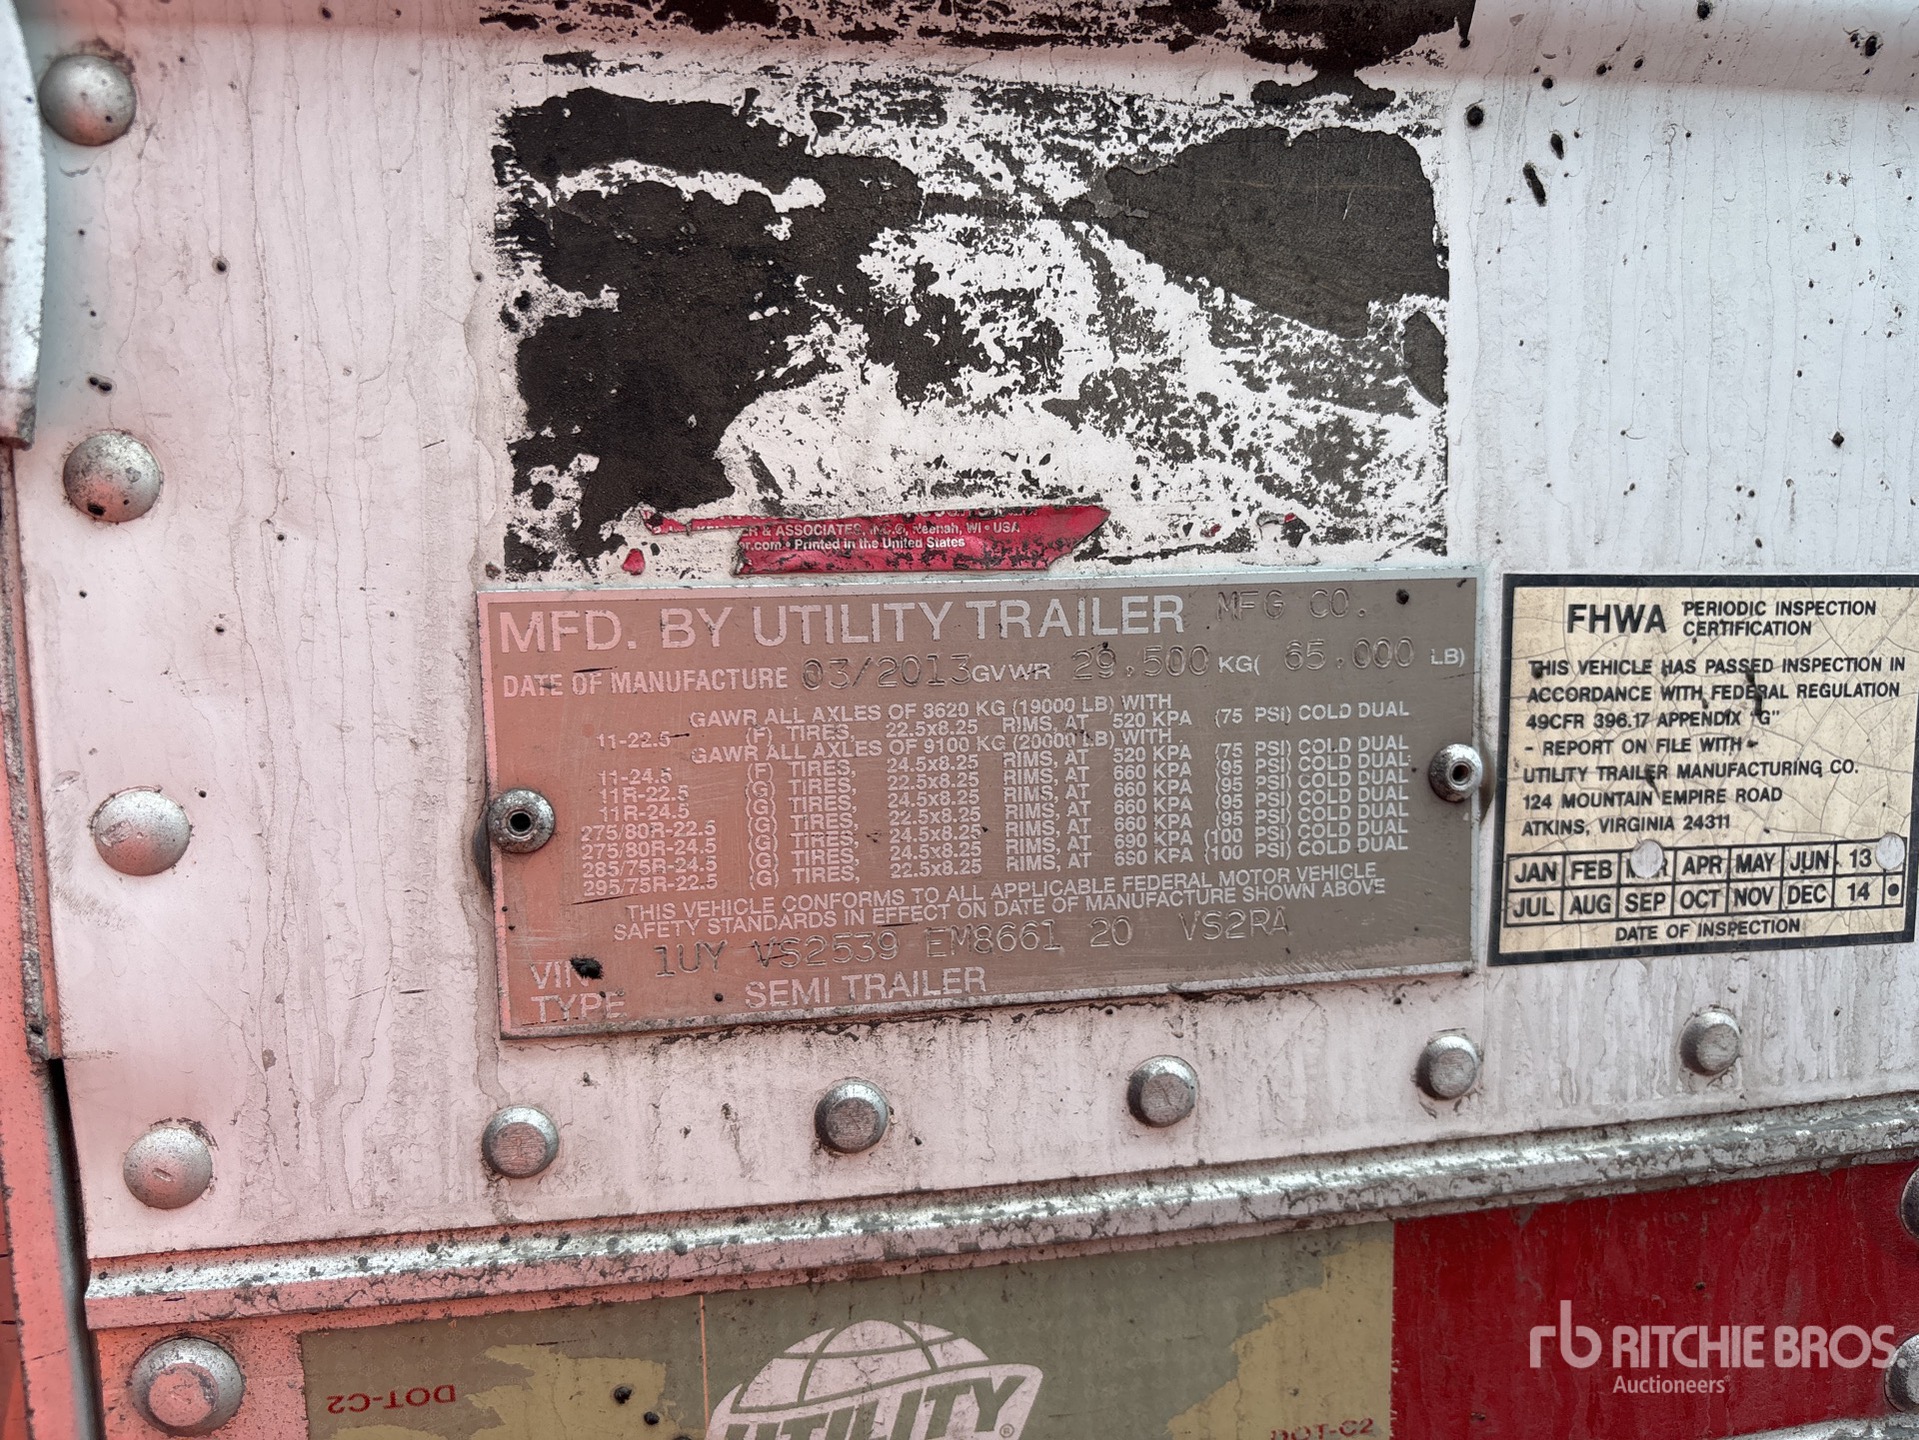 ER & ASSOCIATES, INC.©, Neenah, WI • USA
er.com • Printed in the United States
MFD. BY UTILITY TRAILER MFG CO.
DATE OF MANUFACTURE 03/2013 GVWR 29,500 KG( 65,000 LB)
GAWR ALL AXLES OF 3620 KG (19000 LB) WITH
11-22.5 (F) TIRES, 22.5x8.25 RIMS, AT 520 KPA (75 PSI) COLD DUAL
GAWR ALL AXLES OF 9100 KG (20000 LB) WITH
11-24.5 (F) TIRES, 24.5x8.25 RIMS, AT 520 KPA (75 PSI) COLD DUAL
11R-22.5 (G) TIRES, 22.5x8.25 RIMS, AT 660 KPA (95 PSI) COLD DUAL
11R-24.5 (G) TIRES, 24.5x8.25 RIMS, AT 660 KPA (95 PSI) COLD DUAL
275/80R-22.5 (G) TIRES, 22.5x8.25 RIMS, AT 660 KPA (95 PSI) COLD DUAL
275/80R-24.5 (G) TIRES, 24.5x8.25 RIMS, AT 660 KPA (95 PSI) COLD DUAL
285/75R-24.5 (G) TIRES, 24.5x8.25 RIMS, AT 690 KPA (100 PSI) COLD DUAL
295/75R-22.5 (G) TIRES, 22.5x8.25 RIMS, AT 690 KPA (100 PSI) COLD DUAL
THIS VEHICLE CONFORMS TO ALL APPLICABLE FEDERAL MOTOR VEHICLE
SAFETY STANDARDS IN EFFECT ON DATE OF MANUFACTURE SHOWN ABOVE
VIN 1UY VS2539 EM8661 20 VS2RA
TYPE SEMI TRAILER
FHWA PERIODIC INSPECTION
CERTIFICATION
THIS VEHICLE HAS PASSED INSPECTION IN
ACCORDANCE WITH FEDERAL REGULATION
49CFR 396.17 APPENDIX "G"
- REPORT ON FILE WITH -
UTILITY TRAILER MANUFACTURING CO.
124 MOUNTAIN EMPIRE ROAD
ATKINS, VIRGINIA 24311
JAN FEB MAR APR MAY JUN 13
JUL AUG SEP OCT NOV DEC 14
DATE OF INSPECTION
DOT-C2
UTILITY®
DOT-C2
rb RITCHIE BROS.
Auctioneers